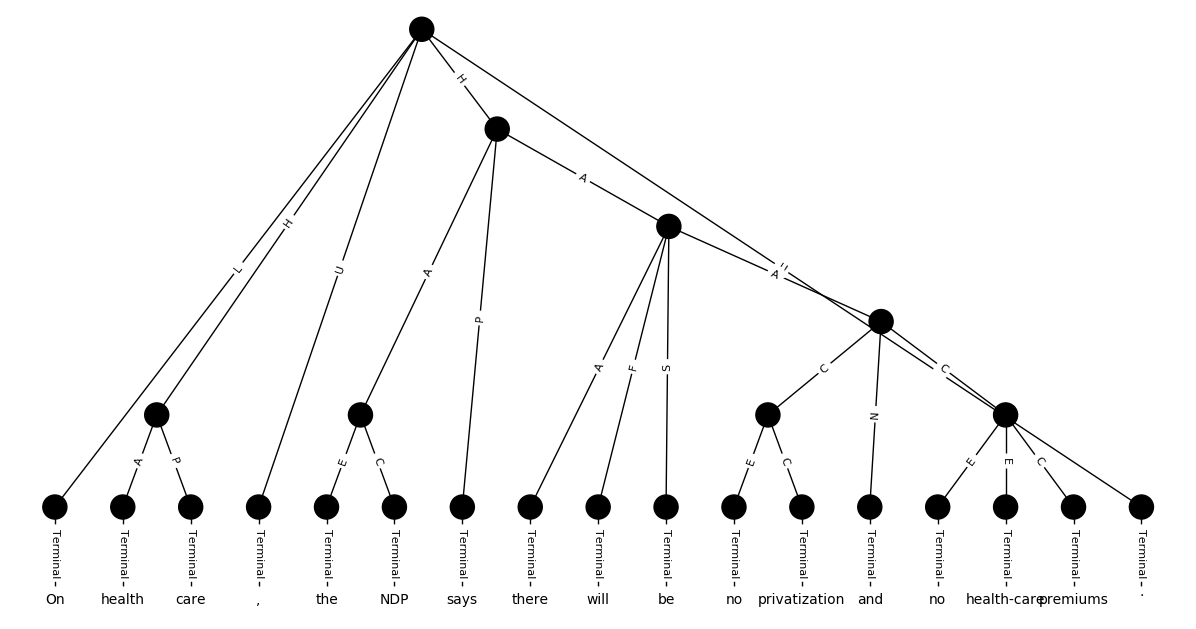 H
A
H
L
U
A
U
A
P
A
F
S
C
C
N
A
P
E
C
E
C
E
E
C
Terminal Terminal Terminal Terminal Terminal Terminal Terminal Terminal Terminal Terminal Terminal Terminal Terminal Terminal Terminal Terminal Terminal
On health care , the NDP says there will be no privatization and no health-care premiums .